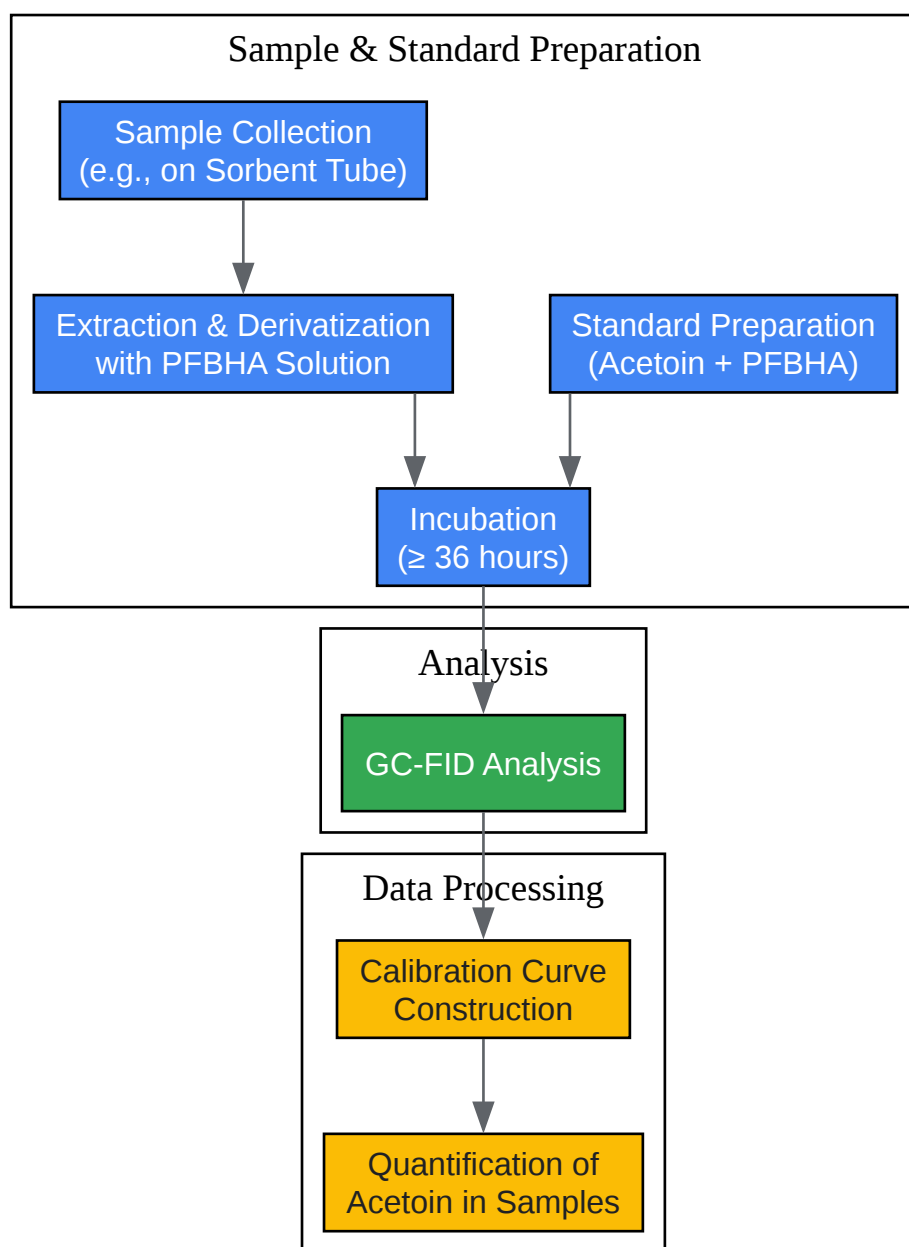 Sample & Standard Preparation
Sample Collection
(e.g., on Sorbent Tube)
Extraction & Derivatization
with PFBHA Solution
Standard Preparation
(Acetoin + PFBHA)
Incubation
(≥ 36 hours)
Analysis
GC-FID Analysis
Data Processing
Calibration Curve
Construction
Quantification of
Acetoin in Samples